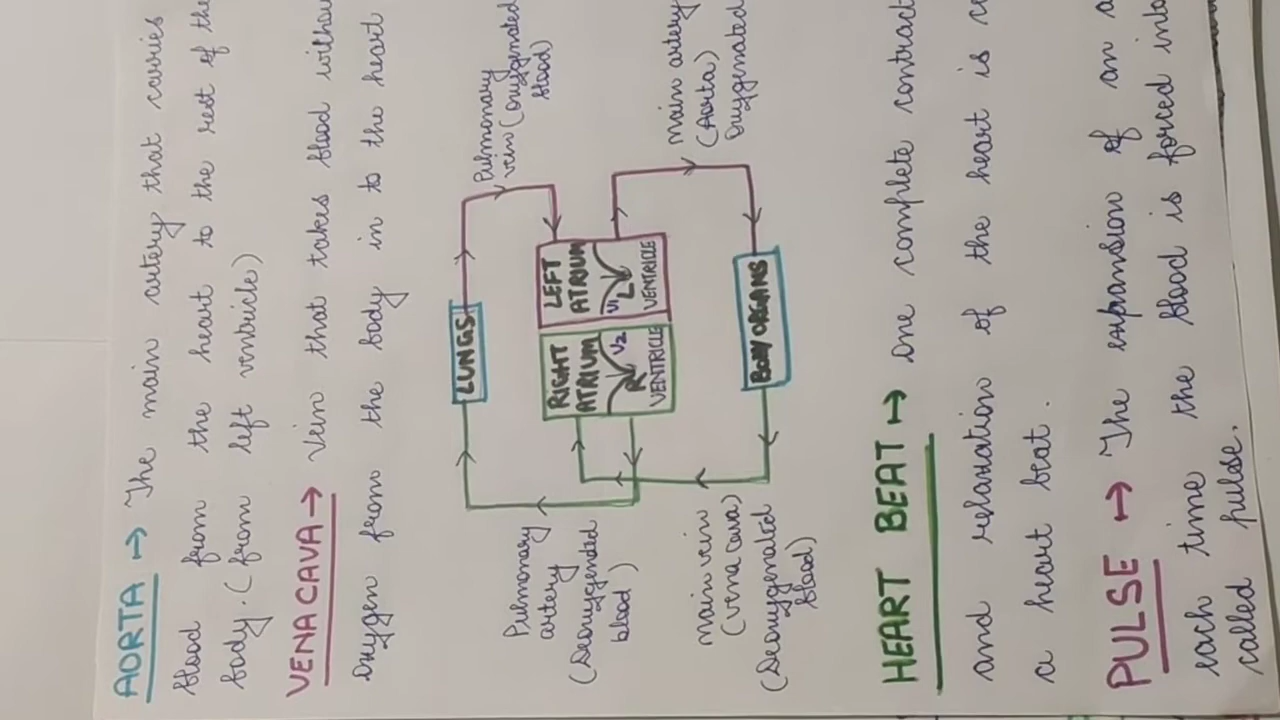 AORTA → The main artery that carries
blood from the heart to the rest of the
body. (from left ventricle)
VENACAVA → Vein that takes blood withou
oxygen from the body in to the heart
LUNGS
Pulmonary
vein (Oxygenated
blood)
Pulmonary
artery
(Deoxygenated
blood)
RIGHT
ATRIUM
V2
R
VENTRICLE
LEFT
ATRIUM
V1
L
VENTRICLE
main artery
(Aorta)
Oxygenated
main vein
(vena cava)
(Deoxygenated
blood)
BODY ORGANS
HEART BEAT → One complete contract
and relaxation of the heart is c
a heart beat.
PULSE → The expansion of an a
each time the blood is forced into
called pulse.